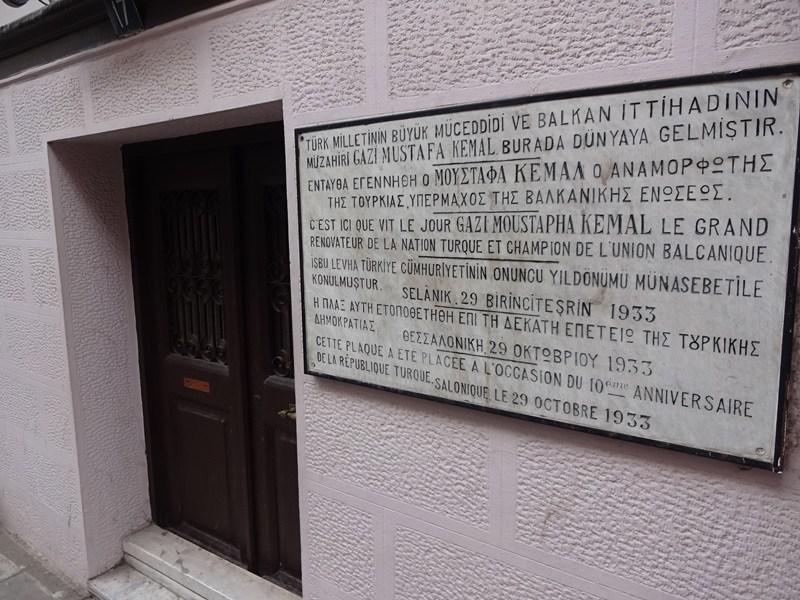 17
TÜRK MİLLETİNİN BÜYÜK MÜCEDDİDİ VE BALKAN İTTİHADININ
MÜZAHİRİ GAZİ MUSTAFA KEMAL BURADA DÜNYAYA GELMİSTİR.
ΕΝΤΑΥΘΑ ΕΓΕΝΝΗΘΗ Ο ΜΟΥΣΤΑΦΑ ΚΕΜΑΛ Ο ΑΝΑΜΟΡΦΩΤΗΣ
ΤΗΣ ΤΟΥΡΚΙΑΣ, ΥΠΕΡΜΑΧΟΣ ΤΗΣ ΒΑΛΚΑΝΙΚΗΣ ΕΝΩΣΕΩΣ.
C'EST ICI QUE VIT LE JOUR GAZI MOUSTAPHA KEMAL LE GRAND
RENOVATEUR DE LA NATION TURQUE ET CHAMPION DE L'UNION BALCANIQUE.
İSBU LEVHA TÜRKİYE CÜMHURİYETİNİN ONUNCU YILDÖNÜMÜ MÜNASEBETİLE
KONULMUŞTUR. SELÂNİK, 29 BİRİNCİTEŞRİN 1933
Η ΠΛΑΞ ΑΥΤΗ ΕΤΟΠΟΘΕΤΗΘΗ ΕΠΙ ΤΗ ΔΕΚΑΤΗ ΕΠΕΤΕΙΩ ΤΗΣ ΤȢΡΚΙΚΗΣ
ΔΗΜΟΚΡΑΤΙΑΣ ΘΕΣΣΑΛΟΝΙΚΗ, 29 ΟΚΤΩΒΡΙΟΥ 1933
CETTE PLAQUE A ETÉ PLACÉE A L'OCCASION DU 10ème ANNIVERSAIRE
DE LA RÉPUBLIQUE TURQUE, SALONIQUE, LE 29 OCTOBRE 1933